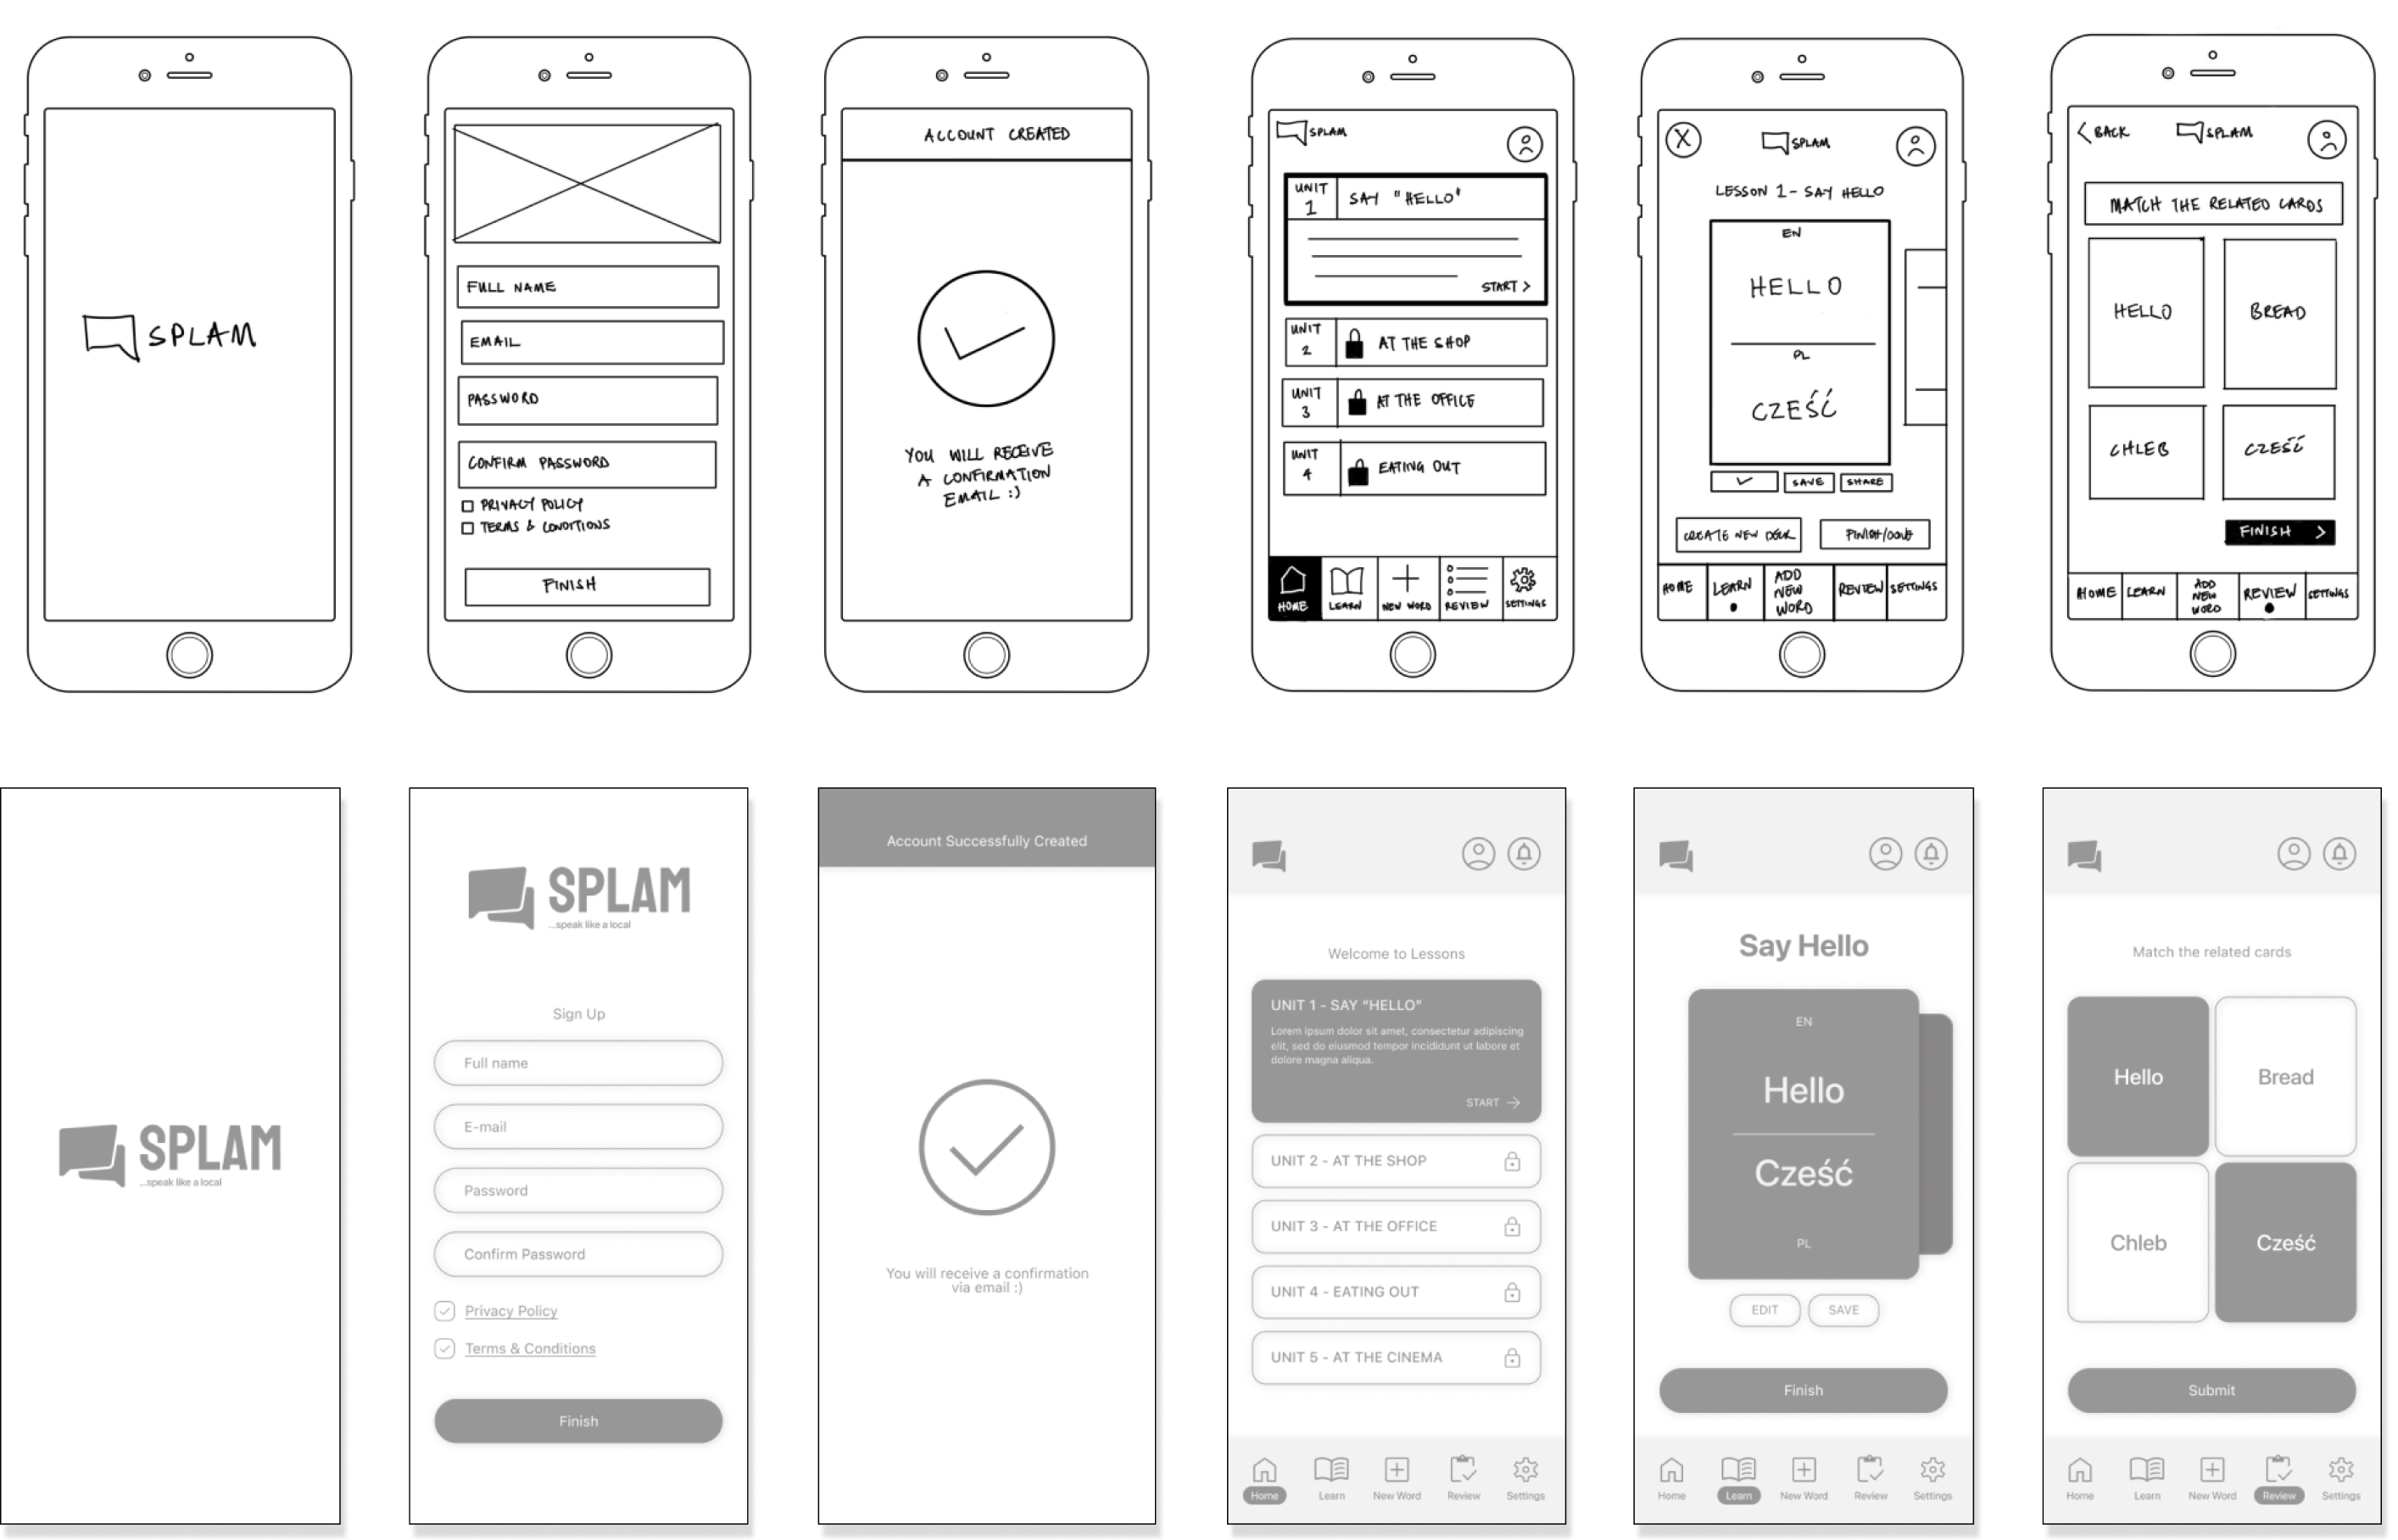 SPLAM
FULL NAME
EMAIL
PASSWORD
CONFIRM PASSWORD
PRIVACY POLICY
TERMS & CONDITIONS
FINISH
ACCOUNT CREATED
YOU WILL RECEIVE
A CONFIRMATION
EMAIL :)
SPLAM
UNIT
1
SAY "HELLO"
START >
UNIT
2
AT THE SHOP
UNIT
3
AT THE OFFICE
UNIT
4
EATING OUT
HOME
LEARN
NEW WORD
REVIEW
SETTINGS
X
SPLAM
LESSON 1 - SAY HELLO
EN
HELLO
PL
CZEŚĆ
SAVE
SHARE
CREATE NEW DECK
FINISH/DONE
HOME
LEARN
ADD
NEW
WORD
REVIEW
SETTINGS
< BACK
SPLAM
MATCH THE RELATED CARDS
HELLO
BREAD
CHLEB
CZEŚĆ
FINISH >
HOME
LEARN
ADD
NEW
WORD
REVIEW
SETTINGS
SPLAM
...speak like a local
SPLAM
...speak like a local
Sign Up
Full name
E-mail
Password
Confirm Password
Privacy Policy
Terms & Conditions
Finish
Account Successfully Created
You will receive a confirmation
via email :)
Welcome to Lessons
UNIT 1 - SAY “HELLO”
Lorem ipsum dolor sit amet, consectetur adipiscing
elit, sed do eiusmod tempor incididunt ut labore et
dolore magna aliqua.
START →
UNIT 2 - AT THE SHOP
UNIT 3 - AT THE OFFICE
UNIT 4 - EATING OUT
UNIT 5 - AT THE CINEMA
Home
Learn
New Word
Review
Settings
Say Hello
EN
Hello
Cześć
PL
EDIT
SAVE
Finish
Home
Learn
New Word
Review
Settings
Match the related cards
Hello
Bread
Chleb
Cześć
Submit
Home
Learn
New Word
Review
Settings